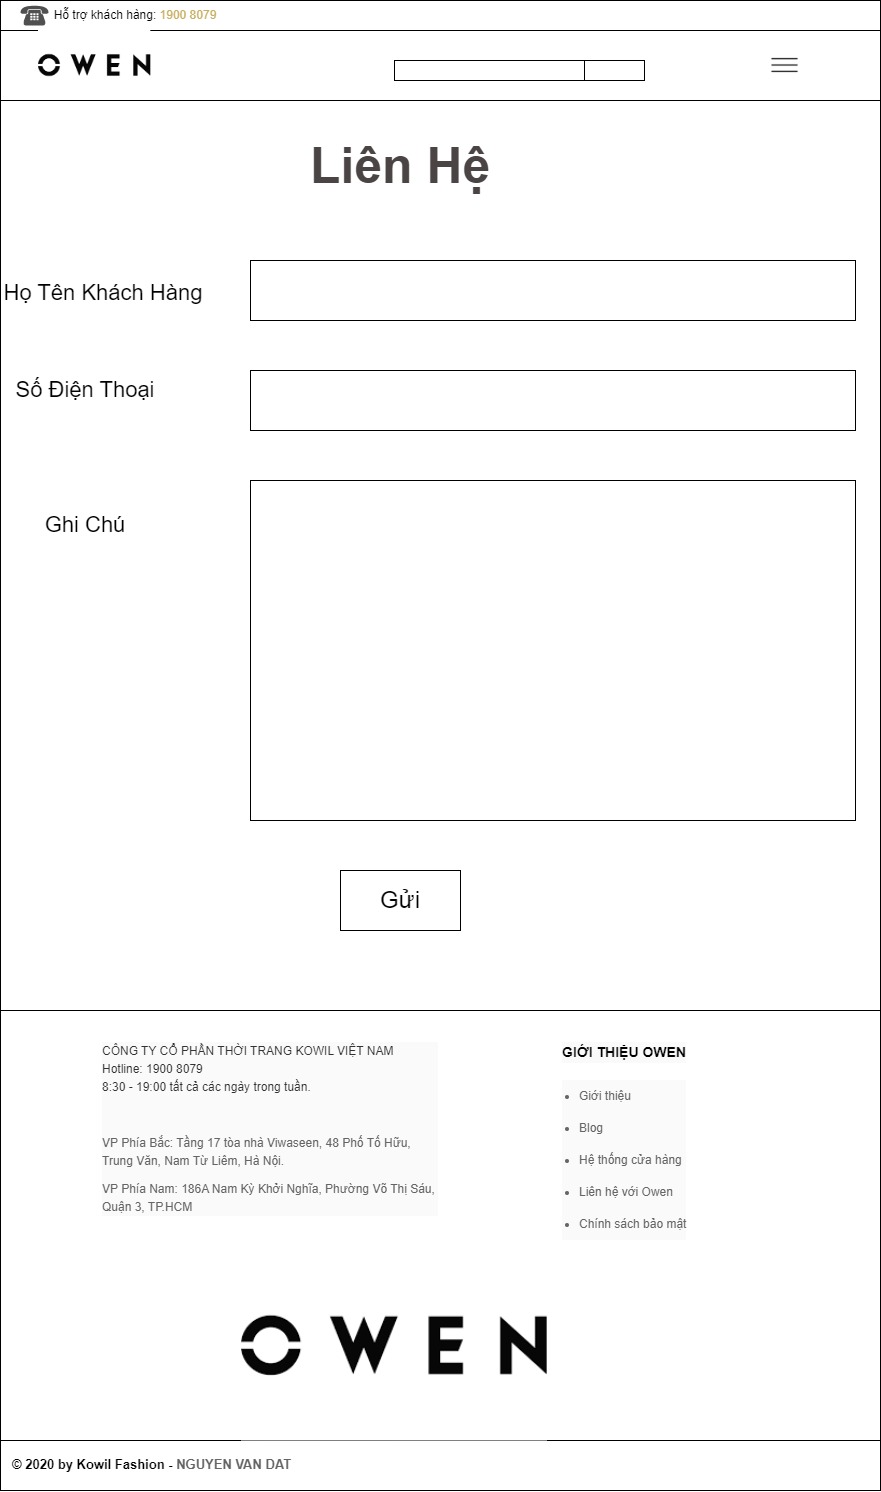 Hỗ trợ khách hàng: 1900 8079
OWEN
Liên Hệ
Họ Tên Khách Hàng
Số Điện Thoại
Ghi Chú
Gửi
CÔNG TY CỔ PHẦN THỜI TRANG KOWIL VIỆT NAM
Hotline: 1900 8079
8:30 - 19:00 tất cả các ngày trong tuần.
VP Phía Bắc: Tầng 17 tòa nhà Viwaseen, 48 Phố Tố Hữu,
Trung Văn, Nam Từ Liêm, Hà Nội.
VP Phía Nam: 186A Nam Kỳ Khởi Nghĩa, Phường Võ Thị Sáu,
Quận 3, TP.HCM
GIỚI THIỆU OWEN
Giới thiệu
Blog
Hệ thống cửa hàng
Liên hệ với Owen
Chính sách bảo mật
OWEN
© 2020 by Kowil Fashion - NGUYEN VAN DAT